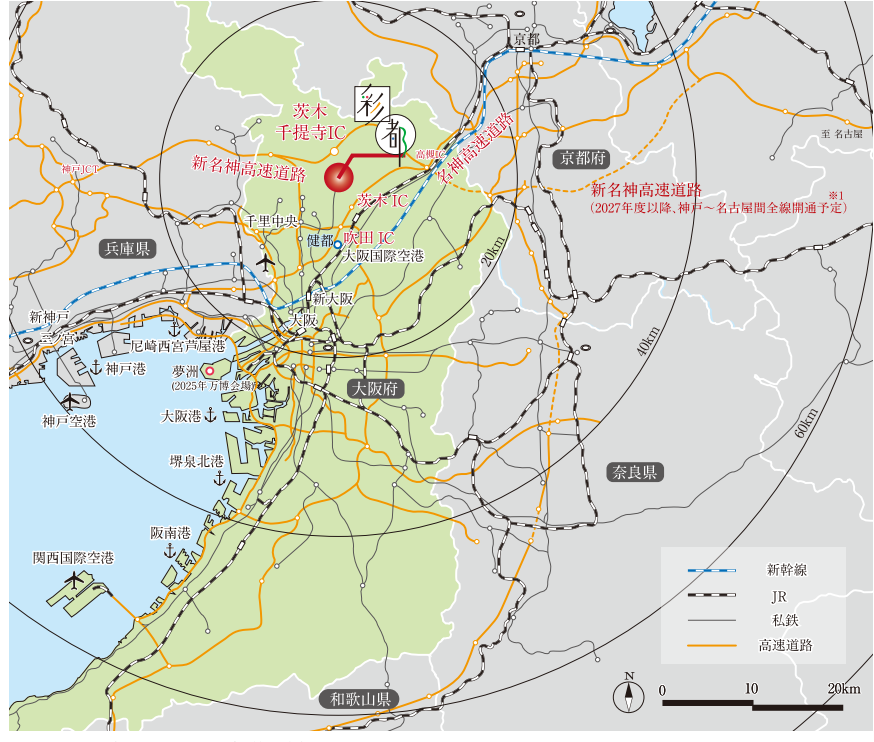 京都
彩
都
茨木
千提寺IC
高槻IC
名神高速道路
至 名古屋
京都府
神戸JCT
新名神高速道路
新名神高速道路
※1
(2027年度以降、神戸～名古屋間全線開通予定)
茨木IC
千里中央
健都
吹田IC
大阪国際空港
20km
兵庫県
新大阪
新神戸
大阪
三ノ宮
尼崎西宮芦屋港
40km
神戸港
夢洲
(2025年万博会場)
大阪府
神戸空港
大阪港
60km
堺泉北港
奈良県
阪南港
関西国際空港
新幹線
JR
私鉄
高速道路
和歌山県
N
0
10
20km